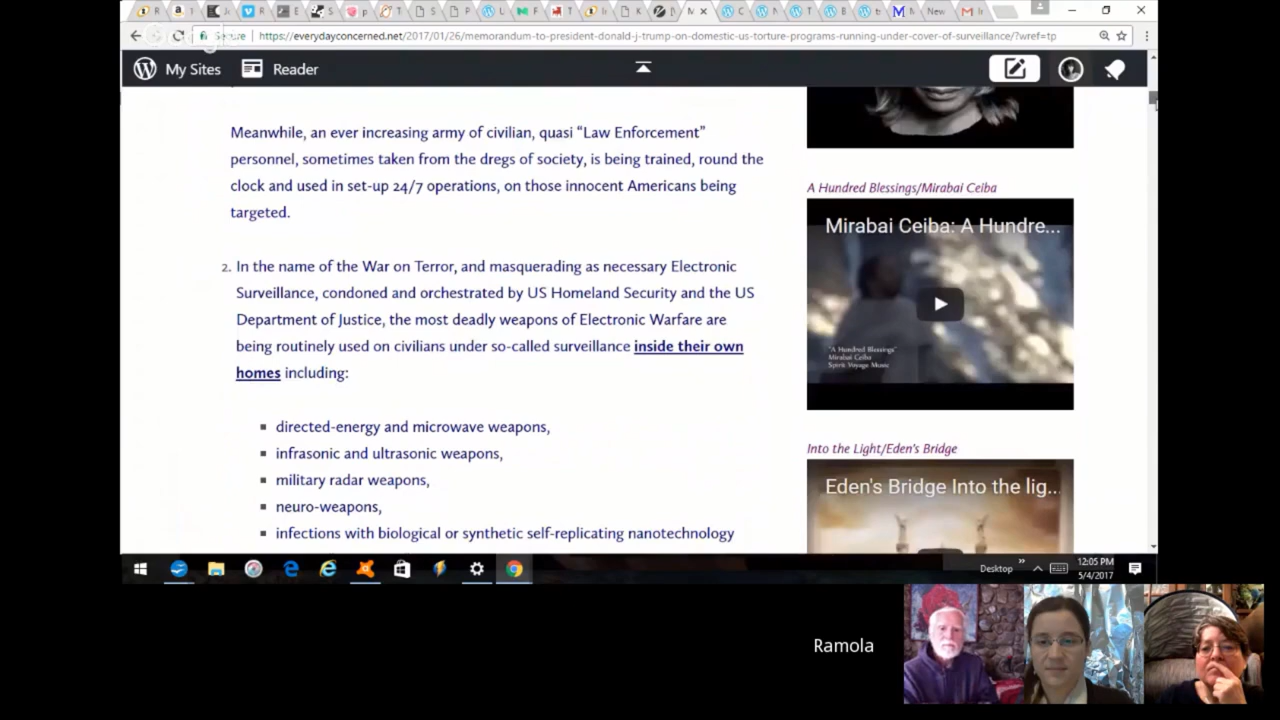 Secure
https://everydayconcerned.net/2017/01/26/memorandum-to-president-donald-j-trump-on-domestic-us-torture-programs-running-under-cover-of-surveillance/?wref=tp
My Sites
Reader
Meanwhile, an ever increasing army of civilian, quasi “Law Enforcement”
personnel, sometimes taken from the dregs of society, is being trained, round the
clock and used in set-up 24/7 operations, on those innocent Americans being
targeted.
2. In the name of the War on Terror, and masquerading as necessary Electronic
Surveillance, condoned and orchestrated by US Homeland Security and the US
Department of Justice, the most deadly weapons of Electronic Warfare are
being routinely used on civilians under so-called surveillance inside their own
homes including:
directed-energy and microwave weapons,
infrasonic and ultrasonic weapons,
military radar weapons,
neuro-weapons,
infections with biological or synthetic self-replicating nanotechnology
A Hundred Blessings/Mirabai Ceiba
Mirabai Ceiba: A Hundre...
"A Hundred Blessings"
Mirabai Ceiba
Spirit Voyage Music
Into the Light/Eden's Bridge
Eden's Bridge Into the lig...
Desktop
12:05 PM
5/4/2017
Ramola